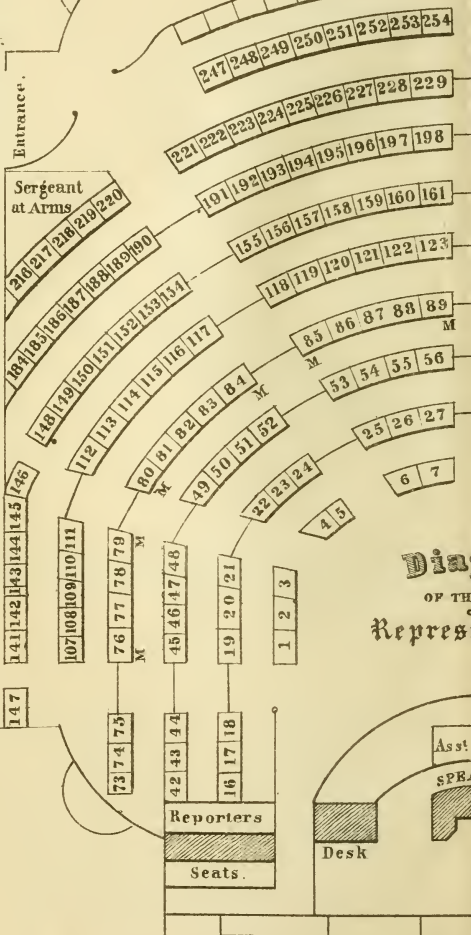 247 248 249 250 251 252 253 254
Entrance.
221 222 223 224 225 226 227 228 229
Sergeant
at Arms
191 192 193 194 195 196 197 198
216 217 218 219 220
155 156 157 158 159 160 161
184 185 186 187 188 189 190
118 119 120 121 122 123
148 149 150 151 152 153 154
85 86 87 88 89
M M
112 113 114 115 116 117
53 54 55 56
80 81 82 83 84
M M
25 26 27
49 50 51 52
6 7
22 23 24
4 5
141 142 143 144 145 146
107 108 109 110 111
76 77 78 79
M M
45 46 47 48
19 20 21
1 2 3
Dia
OF TH
Repres
147
73 74 75
42 43 44
16 17 18
Asst
SPEA
Reporters
Seats.
Desk